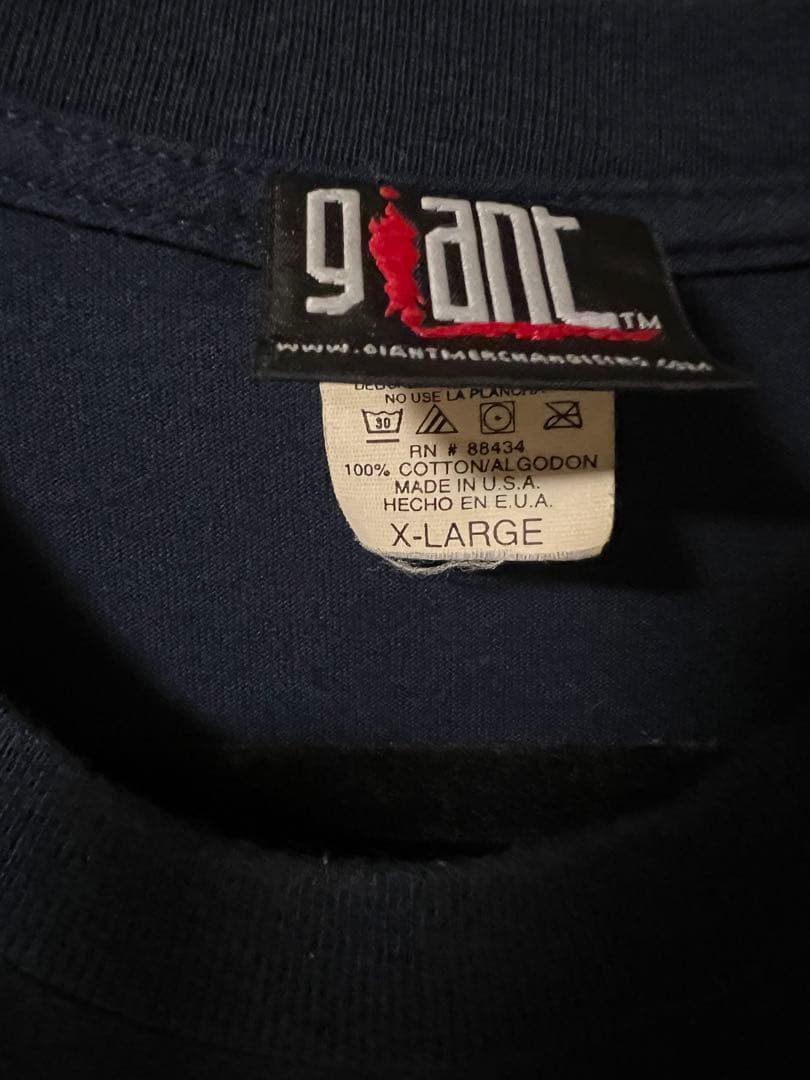 giant TM
WWW.GIANTMERCHANDISING.COM
NO USE LA PLANCHA
30
RN # 88434
100% COTTON/ALGODON
MADE IN U.S.A.
HECHO EN E.U.A.
X-LARGE